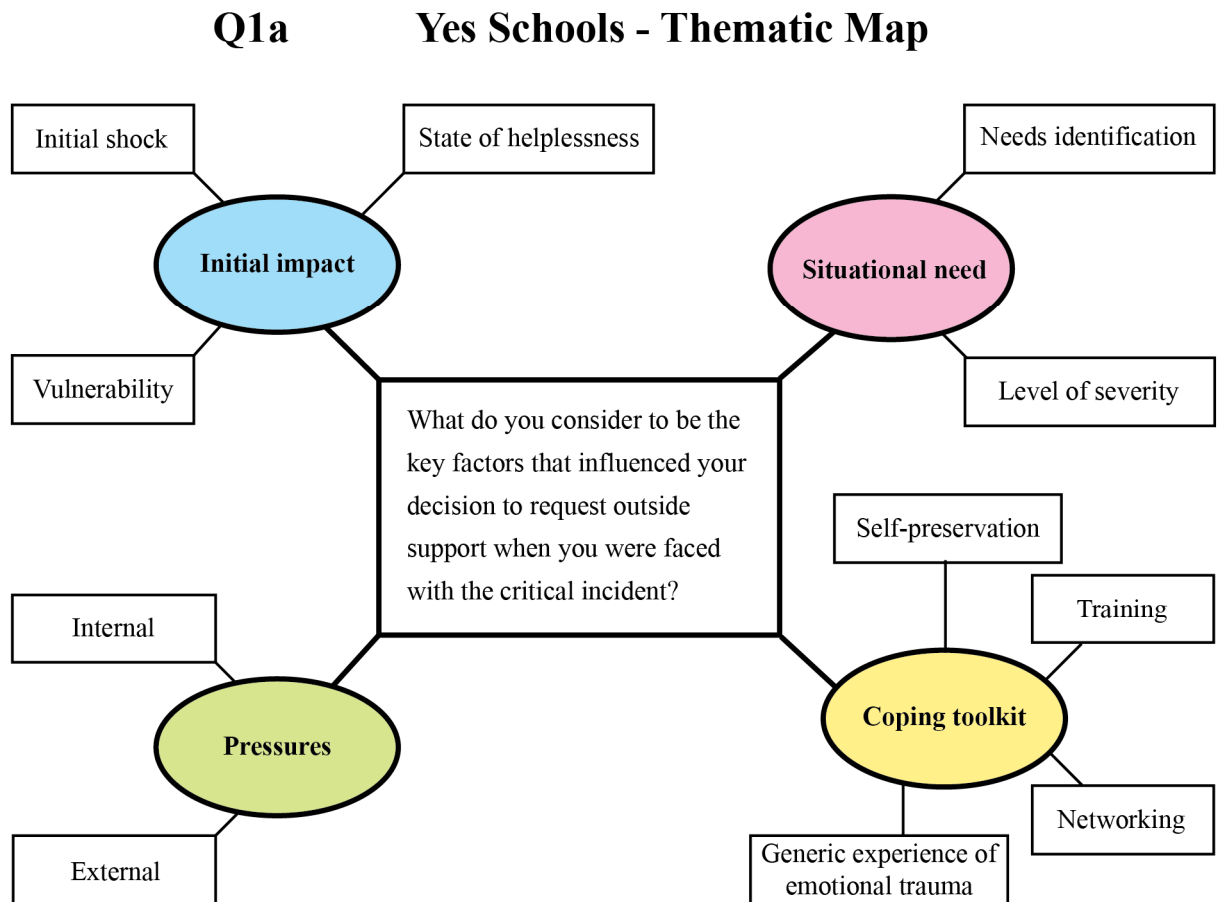 Q1a Yes Schools - Thematic Map
Initial shock
State of helplessness
Needs identification
Initial impact
Situational need
Vulnerability
Level of severity
What do you consider to be the
key factors that influenced your
decision to request outside
support when you were faced
with the critical incident?
Self-preservation
Internal
Training
Pressures
Coping toolkit
Networking
External
Generic experience of
emotional trauma